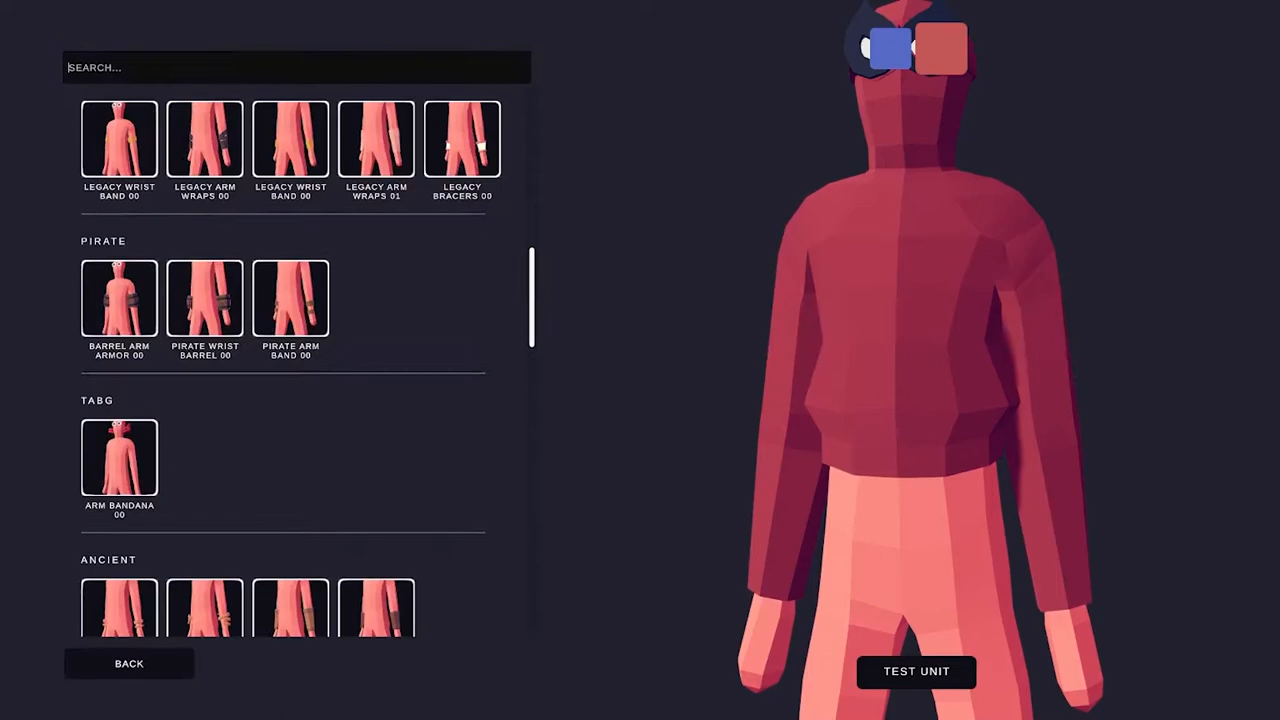 SEARCH...
LEGACY WRIST
BAND 00
LEGACY ARM
WRAPS 00
LEGACY WRIST
BAND 00
LEGACY ARM
WRAPS 01
LEGACY
BRACERS 00
PIRATE
BARREL ARM
ARMOR 00
PIRATE WRIST
BARREL 00
PIRATE ARM
BAND 00
TABG
ARM BANDANA
00
ANCIENT
BACK
TEST UNIT